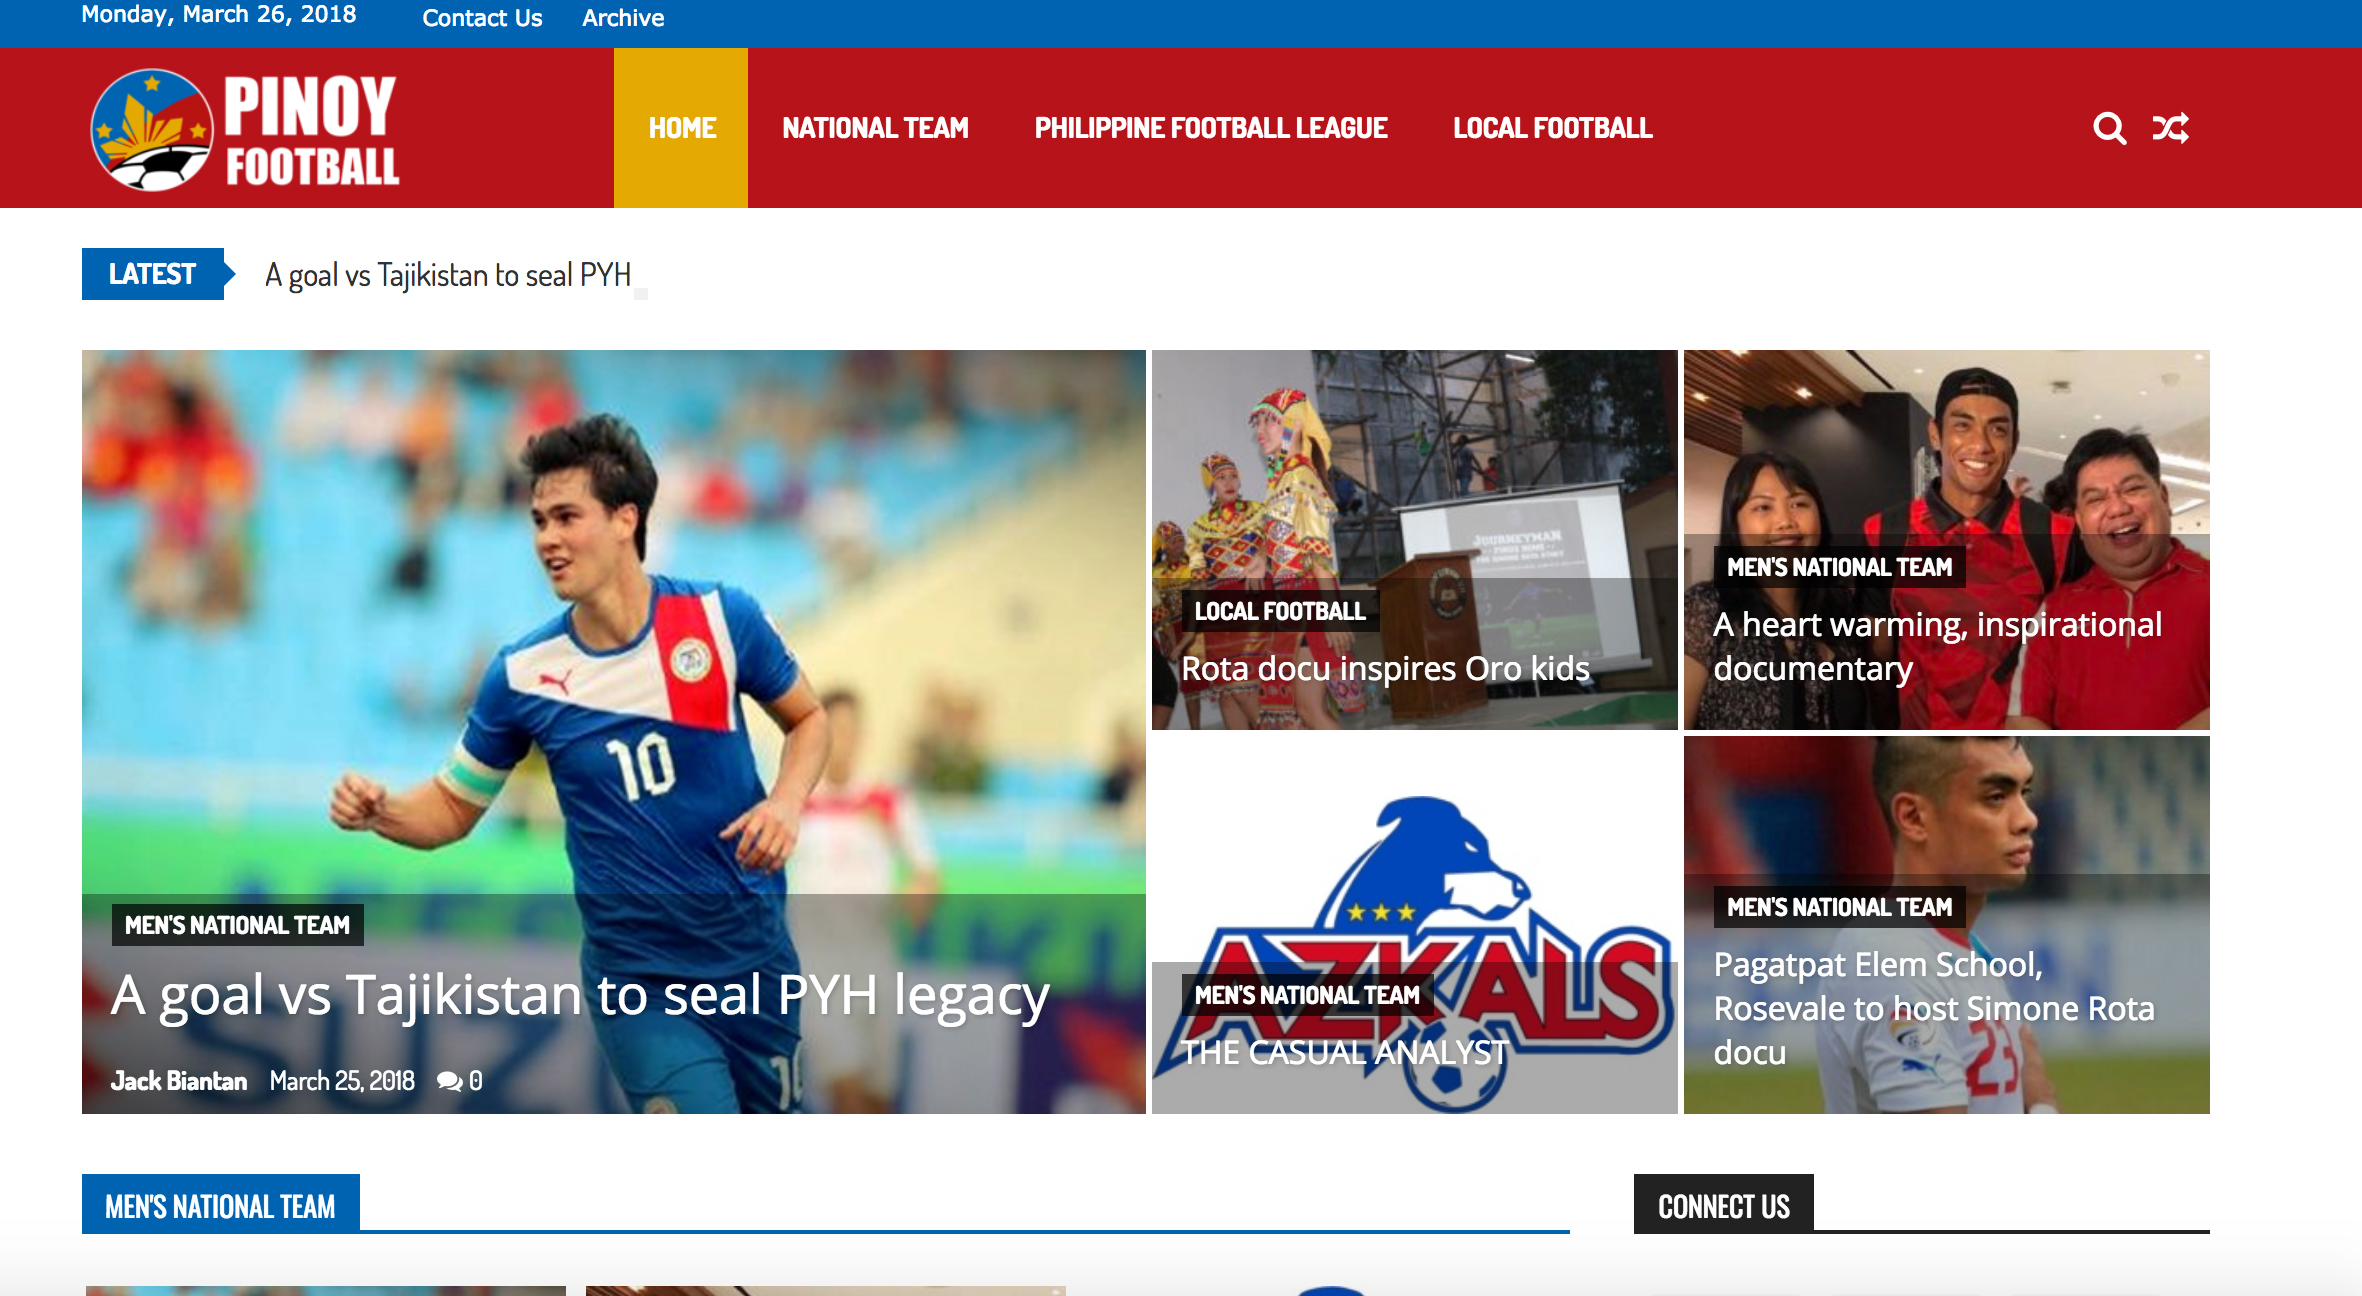 Monday, March 26, 2018 Contact Us Archive
PINOY
FOOTBALL
HOME NATIONAL TEAM PHILIPPINE FOOTBALL LEAGUE LOCAL FOOTBALL
LATEST A goal vs Tajikistan to seal PYH
10
MEN'S NATIONAL TEAM
A goal vs Tajikistan to seal PYH legacy
Jack Biantan March 25, 2018 0
JOURNEYMAN
LOCAL FOOTBALL
Rota docu inspires Oro kids
MEN'S NATIONAL TEAM
A heart warming, inspirational
documentary
AZKALS
MEN'S NATIONAL TEAM
THE CASUAL ANALYST
MEN'S NATIONAL TEAM
Pagatpat Elem School,
Rosevale to host Simone Rota
docu
23
MEN'S NATIONAL TEAM
CONNECT US